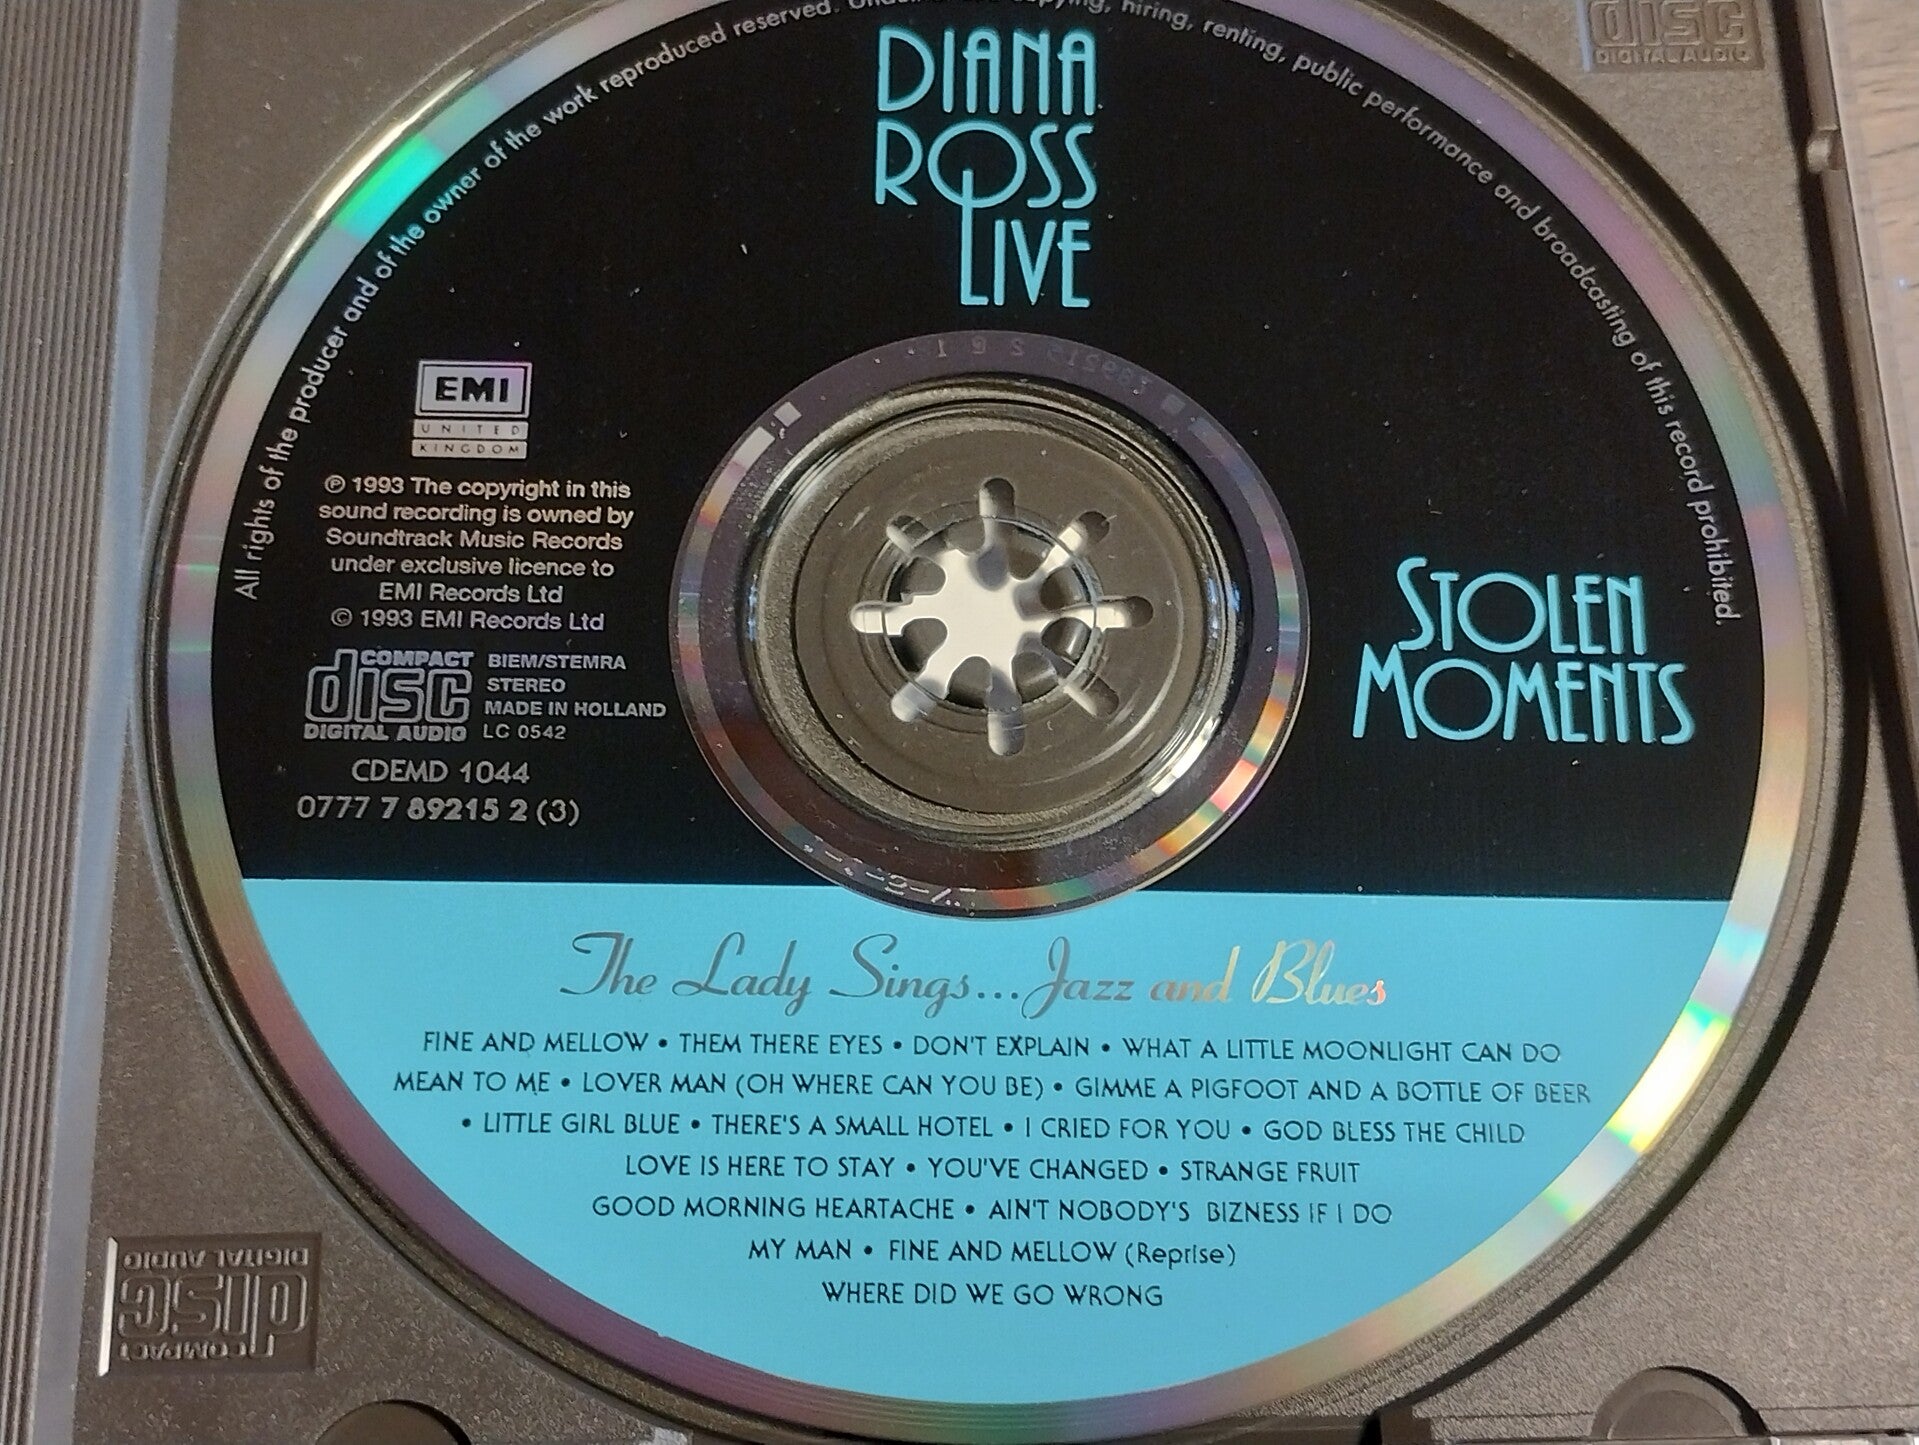 All rights of the producer and of the owner of the work reproduced reserved. copying, hiring, renting, public performance and broadcasting of this record prohibited.
DIANA
ROSS
LIVE
disc
DIGITAL AUDIO
EMI
UNITED
KINGDOM
℗ 1993 The copyright in this
sound recording is owned by
Soundtrack Music Records
under exclusive licence to
EMI Records Ltd
© 1993 EMI Records Ltd
COMPACT
disc
DIGITAL AUDIO
BIEM/STEMRA
STEREO
MADE IN HOLLAND
LC 0542
CDEMD 1044
0777 7 89215 2 (3)
STOLEN
MOMENTS
The Lady Sings...Jazz and Blues
FINE AND MELLOW • THEM THERE EYES • DON'T EXPLAIN • WHAT A LITTLE MOONLIGHT CAN DO
MEAN TO ME • LOVER MAN (OH WHERE CAN YOU BE) • GIMME A PIGFOOT AND A BOTTLE OF BEER
• LITTLE GIRL BLUE • THERE'S A SMALL HOTEL • I CRIED FOR YOU • GOD BLESS THE CHILD
LOVE IS HERE TO STAY • YOU'VE CHANGED • STRANGE FRUIT
GOOD MORNING HEARTACHE • AIN'T NOBODY'S BIZNESS IF I DO
MY MAN • FINE AND MELLOW (Reprise)
WHERE DID WE GO WRONG
COMPACT
disc
DIGITAL AUDIO